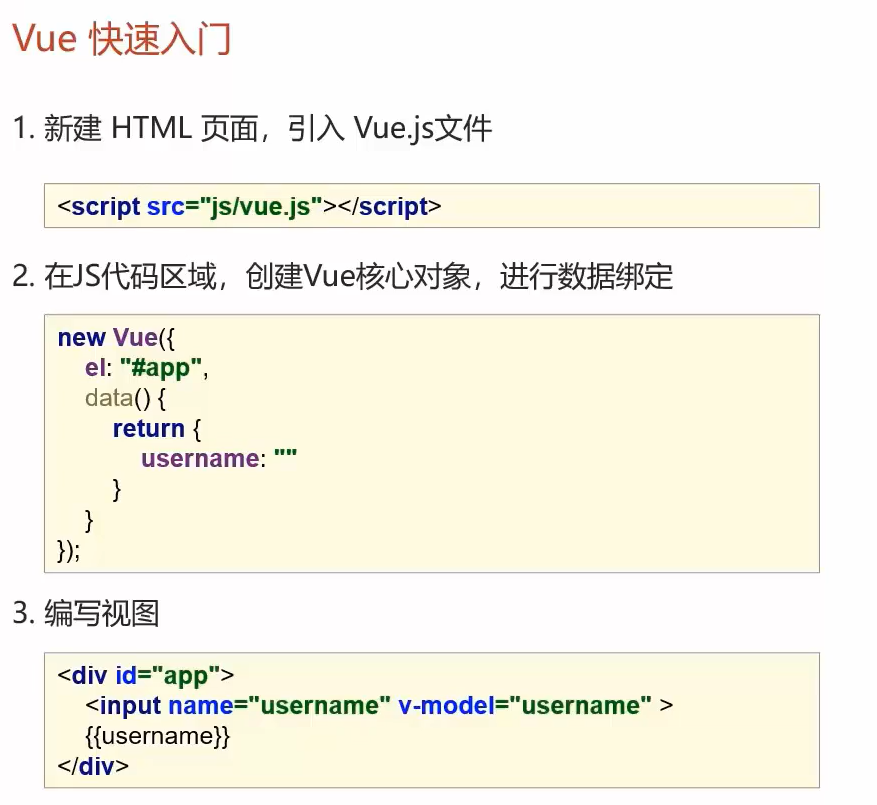 Vue 快速入门
1. 新建 HTML 页面，引入 Vue.js文件
<script src="js/vue.js"></script>
2. 在JS代码区域，创建Vue核心对象，进行数据绑定
new Vue({
el: "#app",
data() {
return {
username: ""
}
}
});
3. 编写视图
<div id="app">
<input name="username" v-model="username" >
{{username}}
</div>